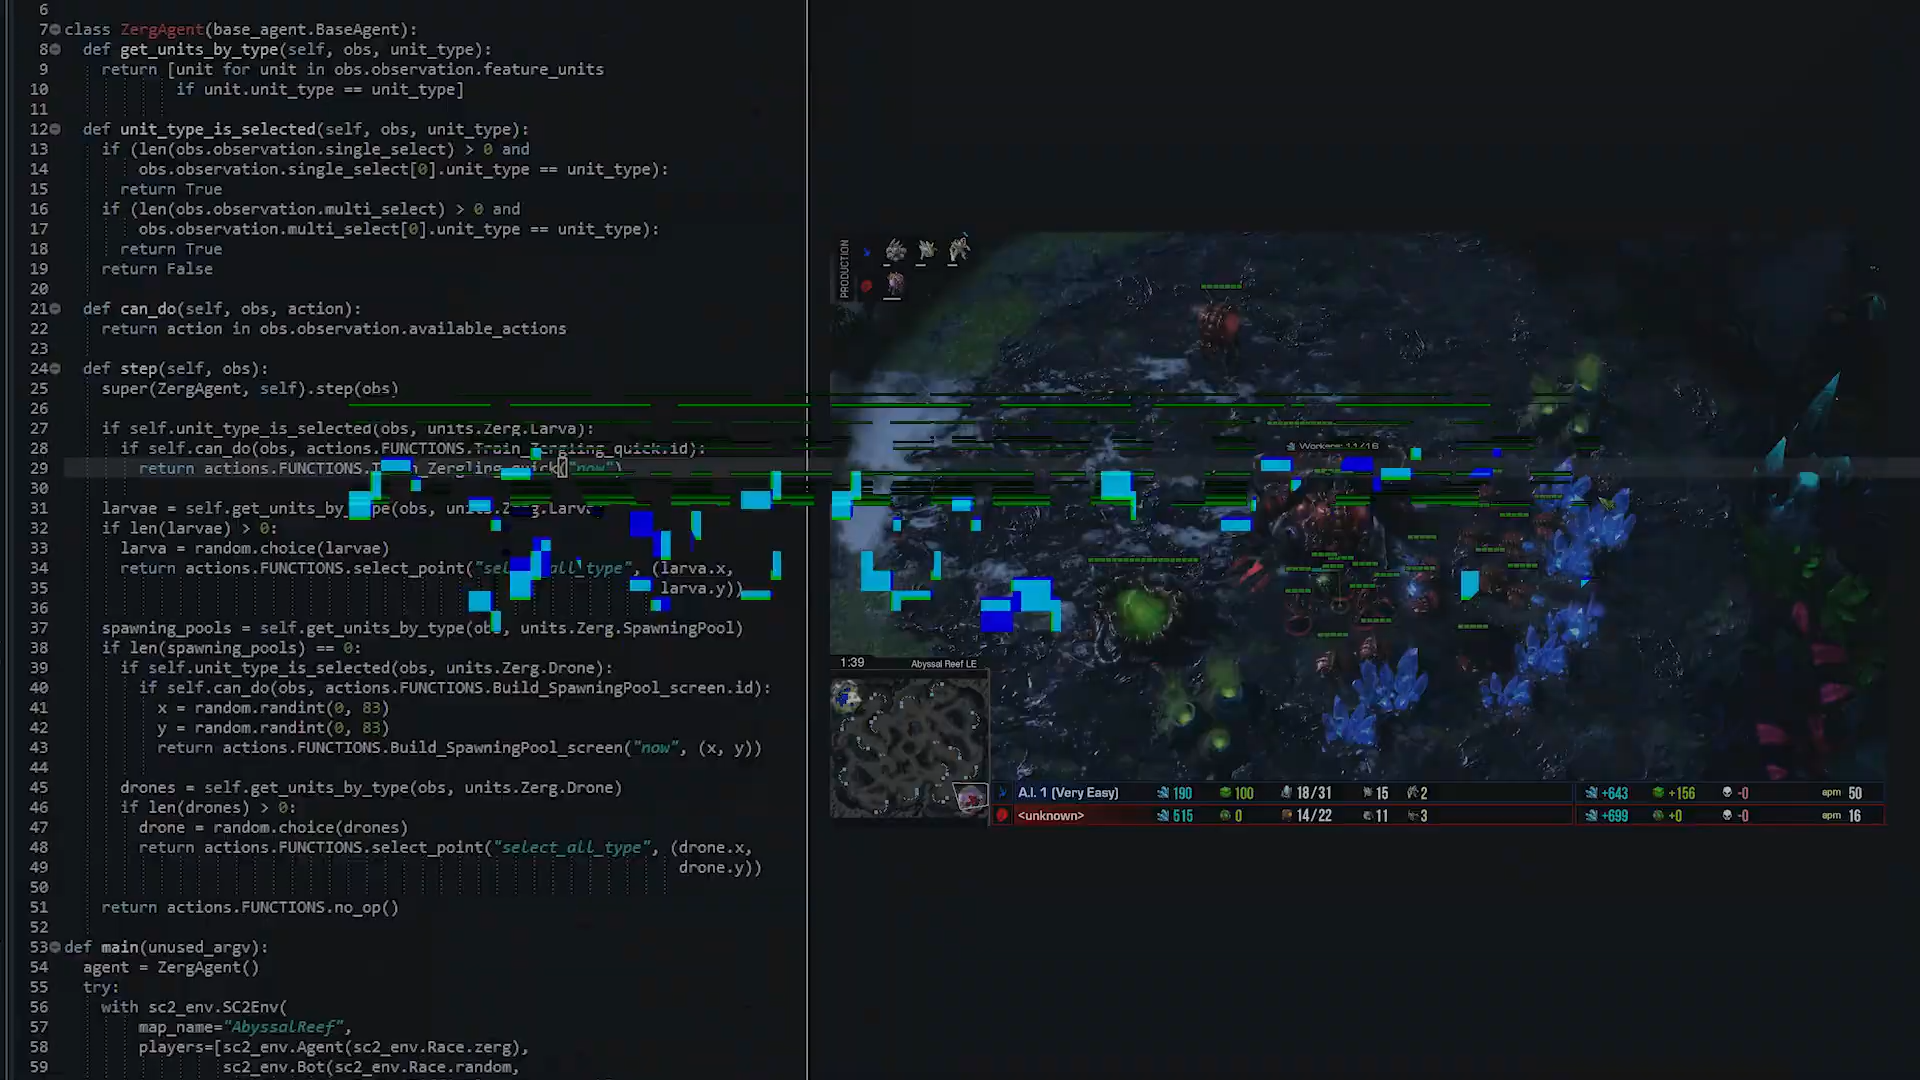 6
7 class ZergAgent(base_agent.BaseAgent):
8 def get_units_by_type(self, obs, unit_type):
9 return [unit for unit in obs.observation.feature_units
10 if unit.unit_type == unit_type]
11
12 def unit_type_is_selected(self, obs, unit_type):
13 if (len(obs.observation.single_select) > 0 and
14 obs.observation.single_select[0].unit_type == unit_type):
15 return True
16 if (len(obs.observation.multi_select) > 0 and
17 obs.observation.multi_select[0].unit_type == unit_type):
18 return True
19 return False
20
21 def can_do(self, obs, action):
22 return action in obs.observation.available_actions
23
24 def step(self, obs):
25 super(ZergAgent, self).step(obs)
26
27 if self.unit_type_is_selected(obs, units.Zerg.Larva):
28 if self.can_do(obs, actions.FUNCTIONS.Train_Zergling_quick.id):
29 return actions.FUNCTIONS.Train_Zergling_quick("now")
30
31 larvae = self.get_units_by_type(obs, units.Zerg.Larva
32 if len(larvae) > 0:
33 larva = random.choice(larvae)
34 return actions.FUNCTIONS.select_point("select_all_type", (larva.x,
35 larva.y))
36
37 spawning_pools = self.get_units_by_type(obs, units.Zerg.SpawningPool)
38 if len(spawning_pools) == 0:
39 if self.unit_type_is_selected(obs, units.Zerg.Drone):
40 if self.can_do(obs, actions.FUNCTIONS.Build_SpawningPool_screen.id):
41 x = random.randint(0, 83)
42 y = random.randint(0, 83)
43 return actions.FUNCTIONS.Build_SpawningPool_screen("now", (x, y))
44
45 drones = self.get_units_by_type(obs, units.Zerg.Drone)
46 if len(drones) > 0:
47 drone = random.choice(drones)
48 return actions.FUNCTIONS.select_point("select_all_type", (drone.x,
49 drone.y))
50
51 return actions.FUNCTIONS.no_op()
52
53 def main(unused_argv):
54 agent = ZergAgent()
55 try:
56 with sc2_env.SC2Env(
57 map_name="AbyssalReef",
58 players=[sc2_env.Agent(sc2_env.Race.zerg),
59 sc2_env.Bot(sc2_env.Race.random,
PRODUCTION
Workers: 11/16
1:39 Abyssal Reef LE
A.I. 1 (Very Easy) 190 100 18/31 15 2 +643 +156 -0 apm 50
<unknown> 515 0 14/22 11 3 +699 +0 -0 apm 16